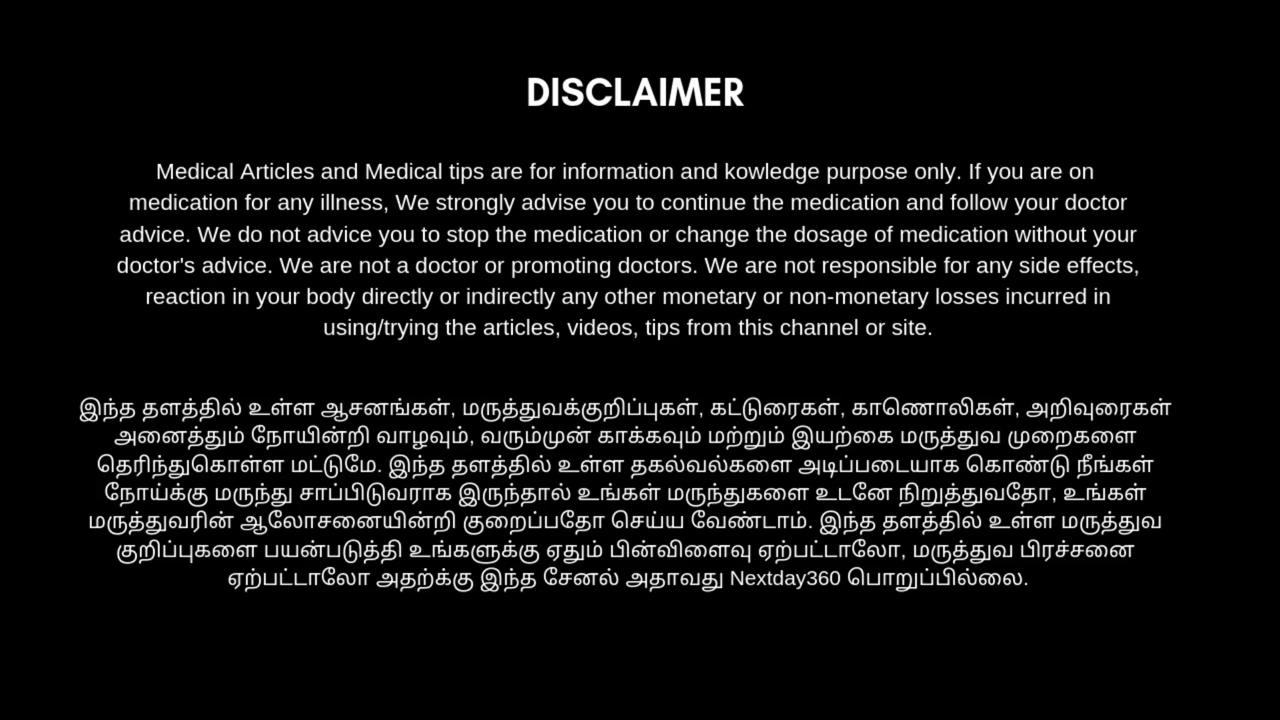 DISCLAIMER
Medical Articles and Medical tips are for information and kowledge purpose only. If you are on
medication for any illness, We strongly advise you to continue the medication and follow your doctor
advice. We do not advice you to stop the medication or change the dosage of medication without your
doctor's advice. We are not a doctor or promoting doctors. We are not responsible for any side effects,
reaction in your body directly or indirectly any other monetary or non-monetary losses incurred in
using/trying the articles, videos, tips from this channel or site.
இந்த தளத்தில் உள்ள ஆசனங்கள், மருத்துவக்குறிப்புகள், கட்டுரைகள், காணொலிகள், அறிவுரைகள்
அனைத்தும் நோயின்றி வாழவும், வரும்முன் காக்கவும் மற்றும் இயற்கை மருத்துவ முறைகளை
தெரிந்துகொள்ள மட்டுமே. இந்த தளத்தில் உள்ள தகல்வல்களை அடிப்படையாக கொண்டு நீங்கள்
நோய்க்கு மருந்து சாப்பிடுவராக இருந்தால் உங்கள் மருந்துகளை உடனே நிறுத்துவதோ, உங்கள்
மருத்துவரின் ஆலோசனையின்றி குறைப்பதோ செய்ய வேண்டாம். இந்த தளத்தில் உள்ள மருத்துவ
குறிப்புகளை பயன்படுத்தி உங்களுக்கு ஏதும் பின்விளைவு ஏற்பட்டாலோ, மருத்துவ பிரச்சனை
ஏற்பட்டாலோ அதற்க்கு இந்த சேனல் அதாவது Nextday360 பொறுப்பில்லை.